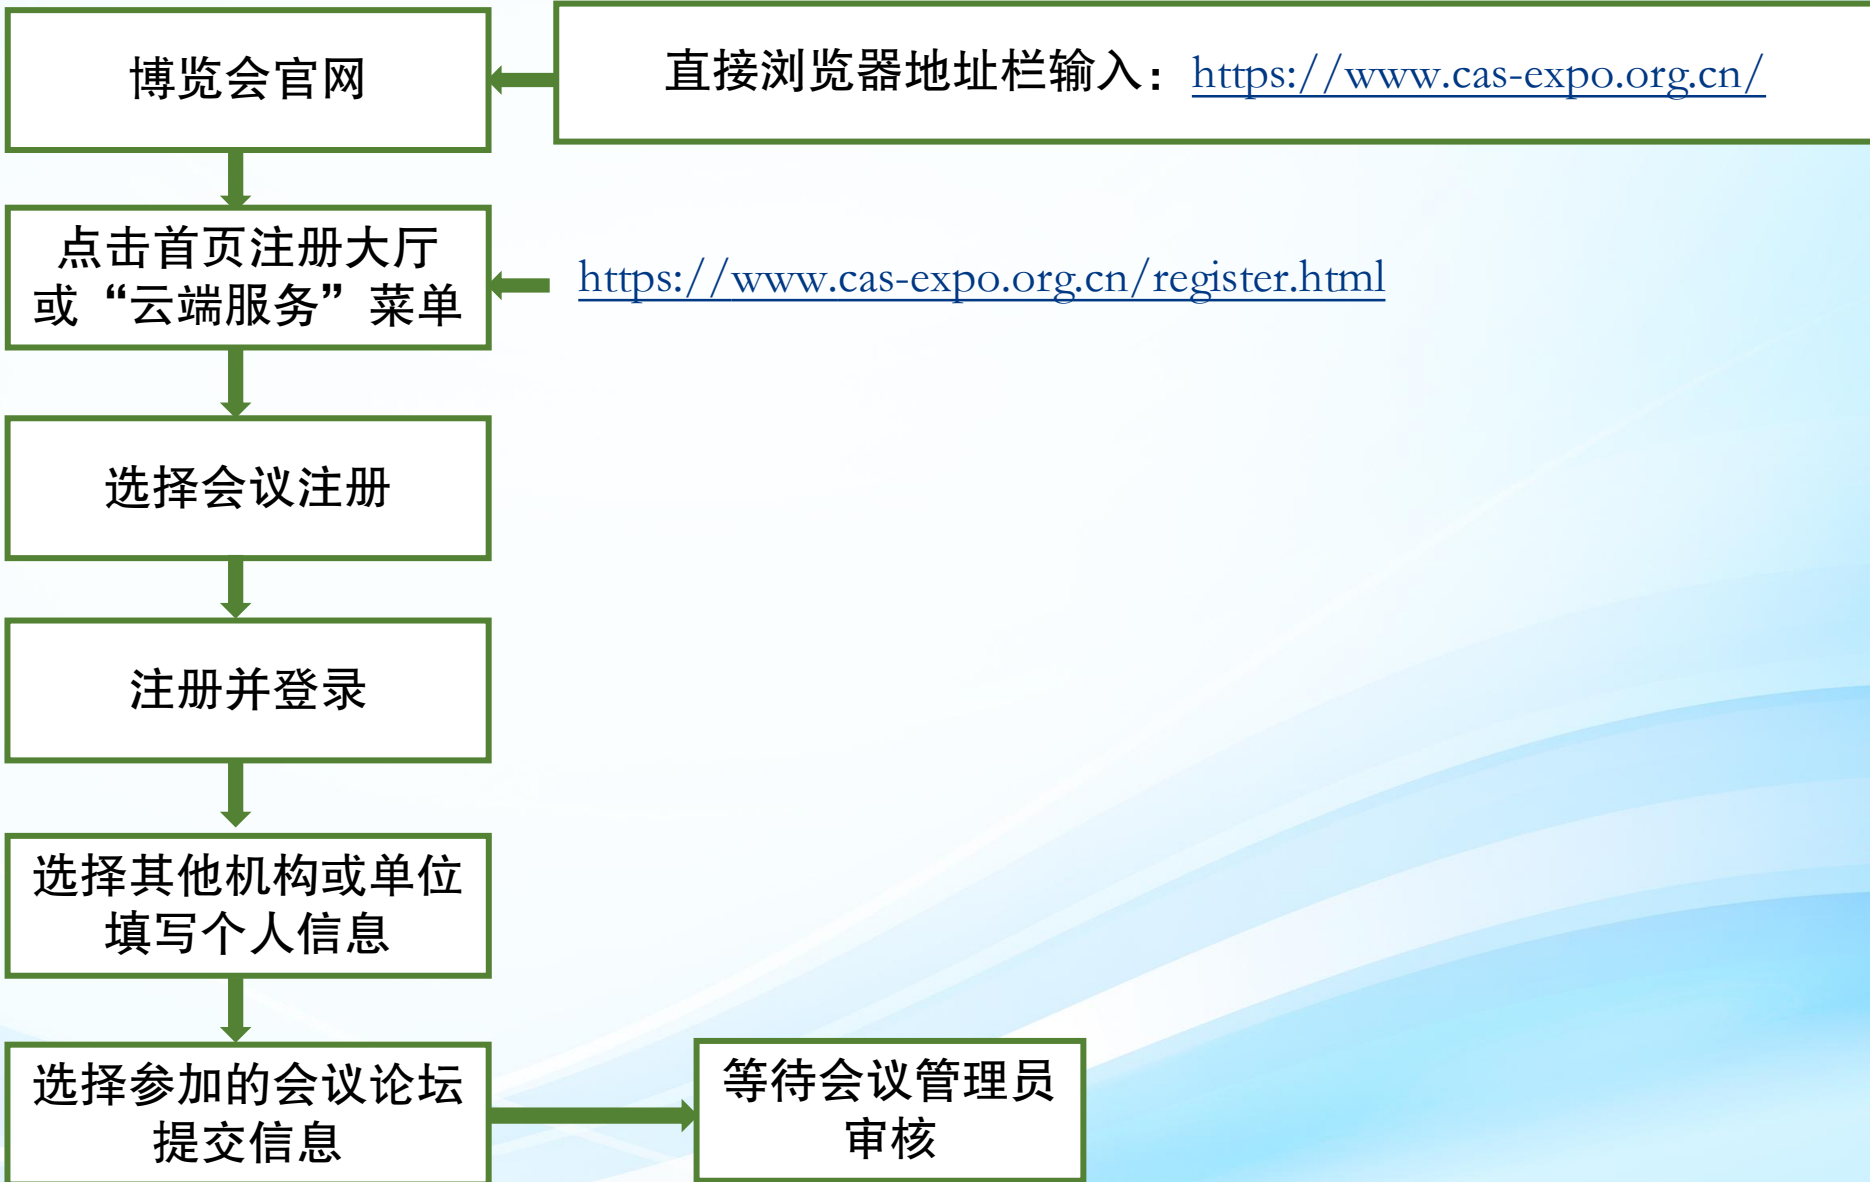 博览会官网
直接浏览器地址栏输入：https://www.cas-expo.org.cn/
点击首页注册大厅
或“云端服务”菜单
https://www.cas-expo.org.cn/register.html
选择会议注册
注册并登录
选择其他机构或单位
填写个人信息
选择参加的会议论坛
提交信息
等待会议管理员
审核